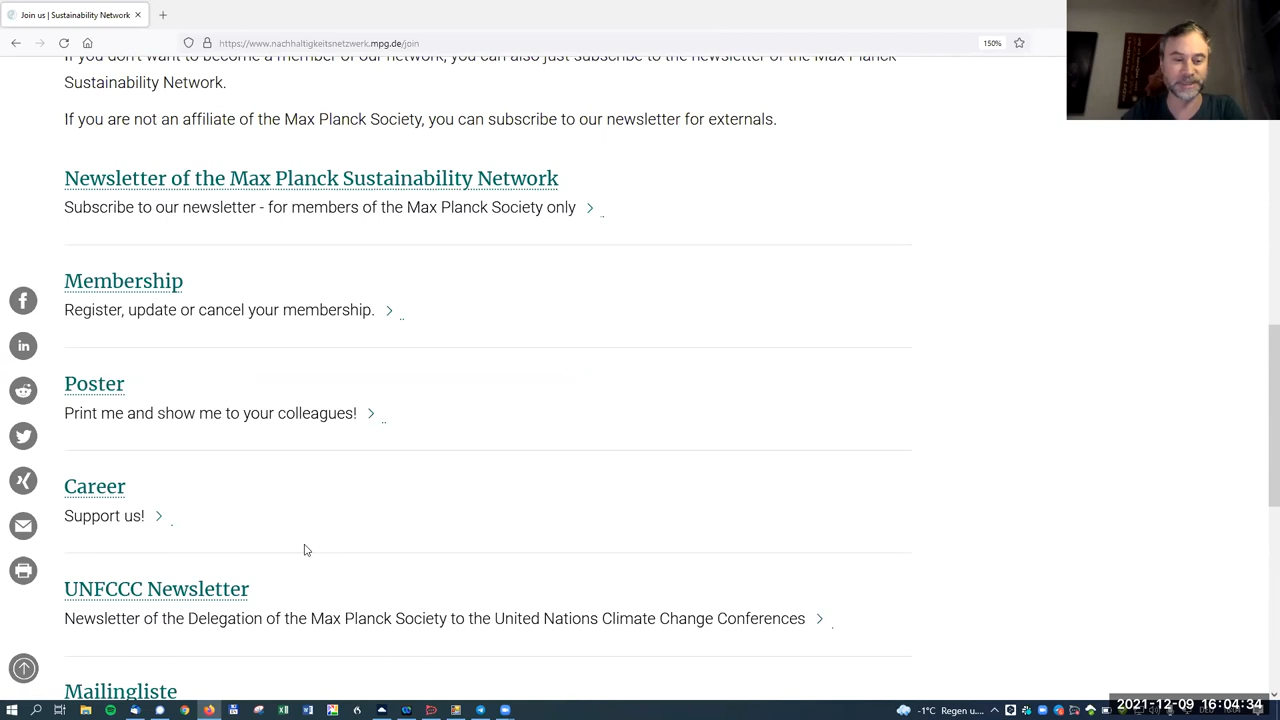 Join us | Sustainability Network
https://www.nachhaltigkeitsnetzwerk.mpg.de/join
150%
If you don't want to become a member of our network, you can also just subscribe to the newsletter of the Max Planck
Sustainability Network.
If you are not an affiliate of the Max Planck Society, you can subscribe to our newsletter for externals.
Newsletter of the Max Planck Sustainability Network
Subscribe to our newsletter - for members of the Max Planck Society only
Membership
Register, update or cancel your membership.
Poster
Print me and show me to your colleagues!
Career
Support us!
UNFCCC Newsletter
Newsletter of the Delegation of the Max Planck Society to the United Nations Climate Change Conferences
Mailingliste
-1°C Regen u...
2021-12-09 16:04:34